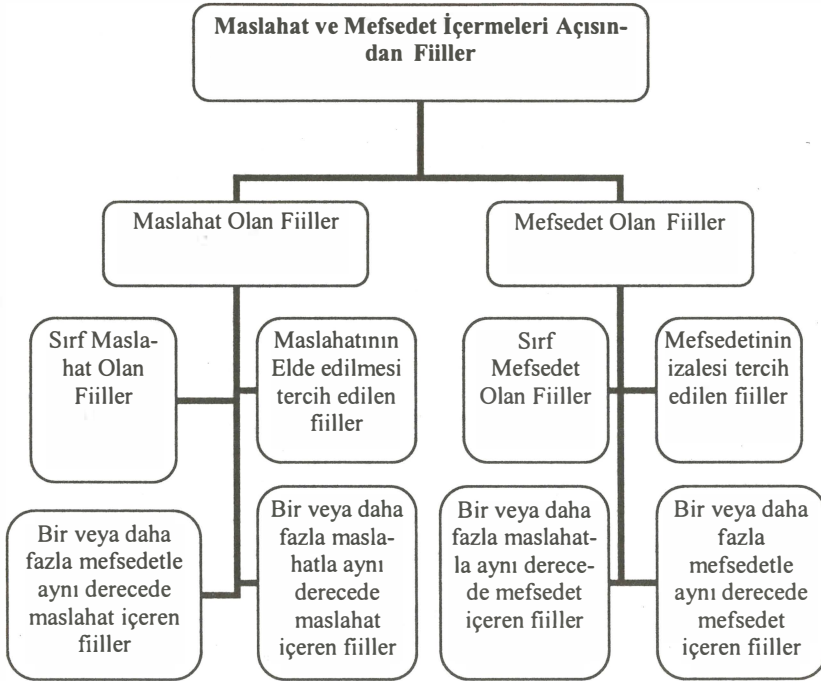 Maslahat ve Mefsedet İçermeleri Açısın-
dan Fiiller
Maslahat Olan Fiiller
Mefsedet Olan Fiiller
Sırf Masla-
hat Olan
Fiiller
Maslahatının
Elde edilmesi
tercih edilen
fiiller
Sırf
Mefsedet
Olan Fiiller
Mefsedetinin
izalesi tercih
edilen fiiller
Bir veya daha
fazla mefsedetle
aynı derecede
maslahat içeren
fiiller
Bir veya daha
fazla masla-
hatla aynı
derecede
maslahat
içeren fiiller
Bir veya daha
fazla maslahat-
la aynı derece-
de mefsedet
içeren fiiller
Bir veya daha
fazla
mefsedetle
aynı derecede
mefsedet
içeren fiiller